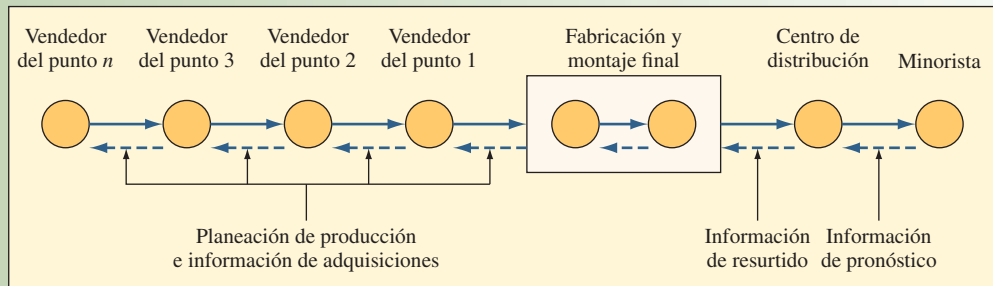 Vendedor
del punto n
Vendedor
del punto 3
Vendedor
del punto 2
Vendedor
del punto 1
Fabricación y
montaje final
Centro de
distribución
Minorista
Planeación de producción
e información de adquisiciones
Información
de resurtido
Información
de pronóstico